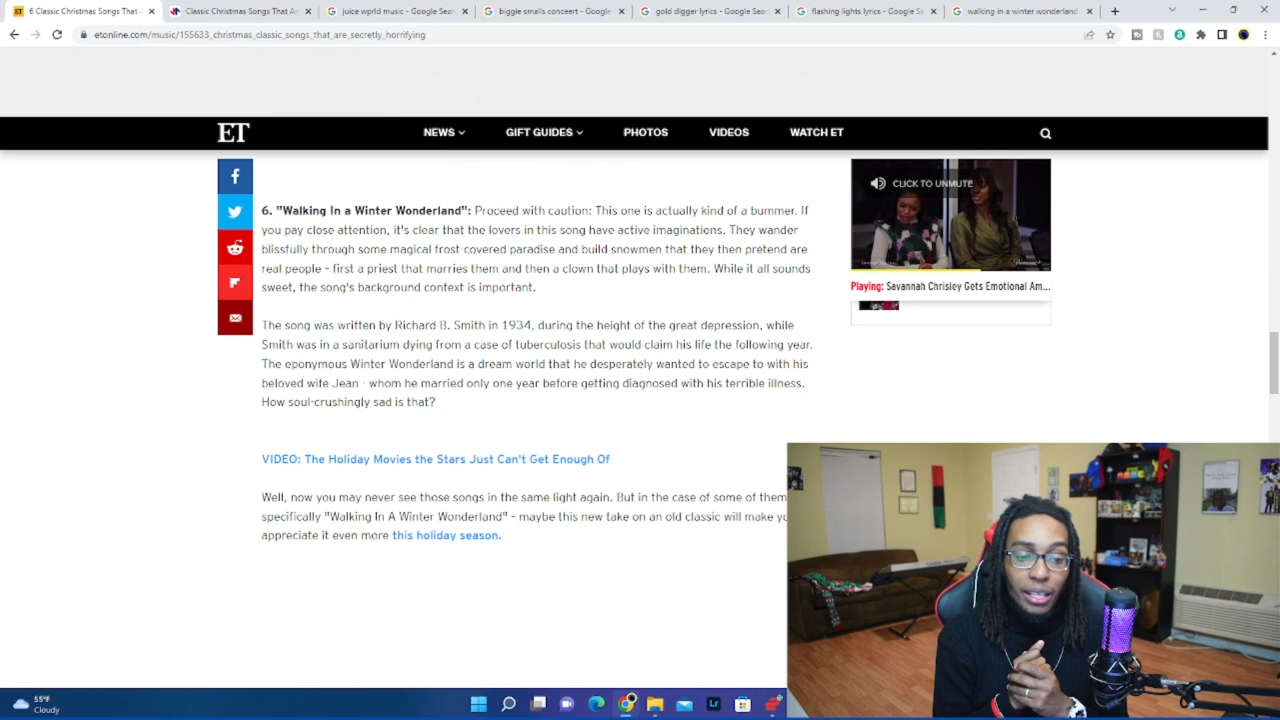 6 Classic Christmas Songs That A
Classic Christmas Songs That Ar
juice wprld music - Google Sear
biggie smalls conceert - Google
gold digger lyrics - Google Sear
flashing lights lyrics - Google Se
walking in a winter wonderland
etonline.com/music/155633_christmas_classic_songs_that_are_secretly_horrifying
ET
NEWS
GIFT GUIDES
PHOTOS
VIDEOS
WATCH ET
CLICK TO UNMUTE
Playing: Savannah Chrisley Gets Emotional Am...
6. "Walking In a Winter Wonderland": Proceed with caution: This one is actually kind of a bummer. If
you pay close attention, it's clear that the lovers in this song have active imaginations. They wander
blissfully through some magical frost-covered paradise and build snowmen that they then pretend are
real people - first a priest that marries them and then a clown that plays with them. While it all sounds
sweet, the song's background context is important.
The song was written by Richard B. Smith in 1934, during the height of the great depression, while
Smith was in a sanitarium dying from a case of tuberculosis that would claim his life the following year.
The eponymous Winter Wonderland is a dream world that he desperately wanted to escape to with his
beloved wife Jean - whom he married only one year before getting diagnosed with his terrible illness.
How soul-crushingly sad is that?
VIDEO: The Holiday Movies the Stars Just Can't Get Enough Of
Well, now you may never see those songs in the same light again. But in the case of some of them
specifically "Walking In A Winter Wonderland" - maybe this new take on an old classic will make yo
appreciate it even more this holiday season.
55°F
Cloudy